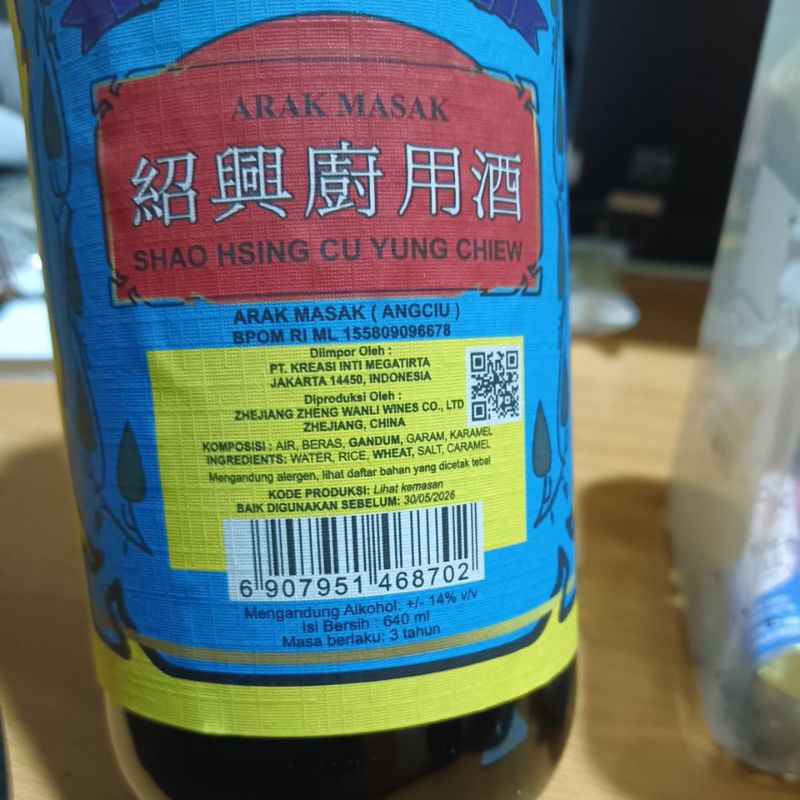 ARAK MASAK
紹興廚用酒
SHAO HSING CU YUNG CHIEW
ARAK MASAK ( ANGCIU )
BPOM RI ML 155809096678
Diimpor Oleh :
PT. KREASI INTI MEGATIRTA
JAKARTA 14450, INDONESIA
Diproduksi Oleh :
ZHEJIANG ZHENG WANLI WINES CO., LTD
ZHEJIANG, CHINA
KOMPOSISI : AIR, BERAS, GANDUM, GARAM, KARAMEL
INGREDIENTS: WATER, RICE, WHEAT, SALT, CARAMEL
Mengandung alergen, lihat daftar bahan yang dicetak tebal
KODE PRODUKSI: Lihat kemasan
BAIK DIGUNAKAN SEBELUM: 30/05/2026
6 907951 468702
Mengandung Alkohol: +/- 14% v/v
Isi Bersih : 640 ml
Masa berlaku: 3 tahun